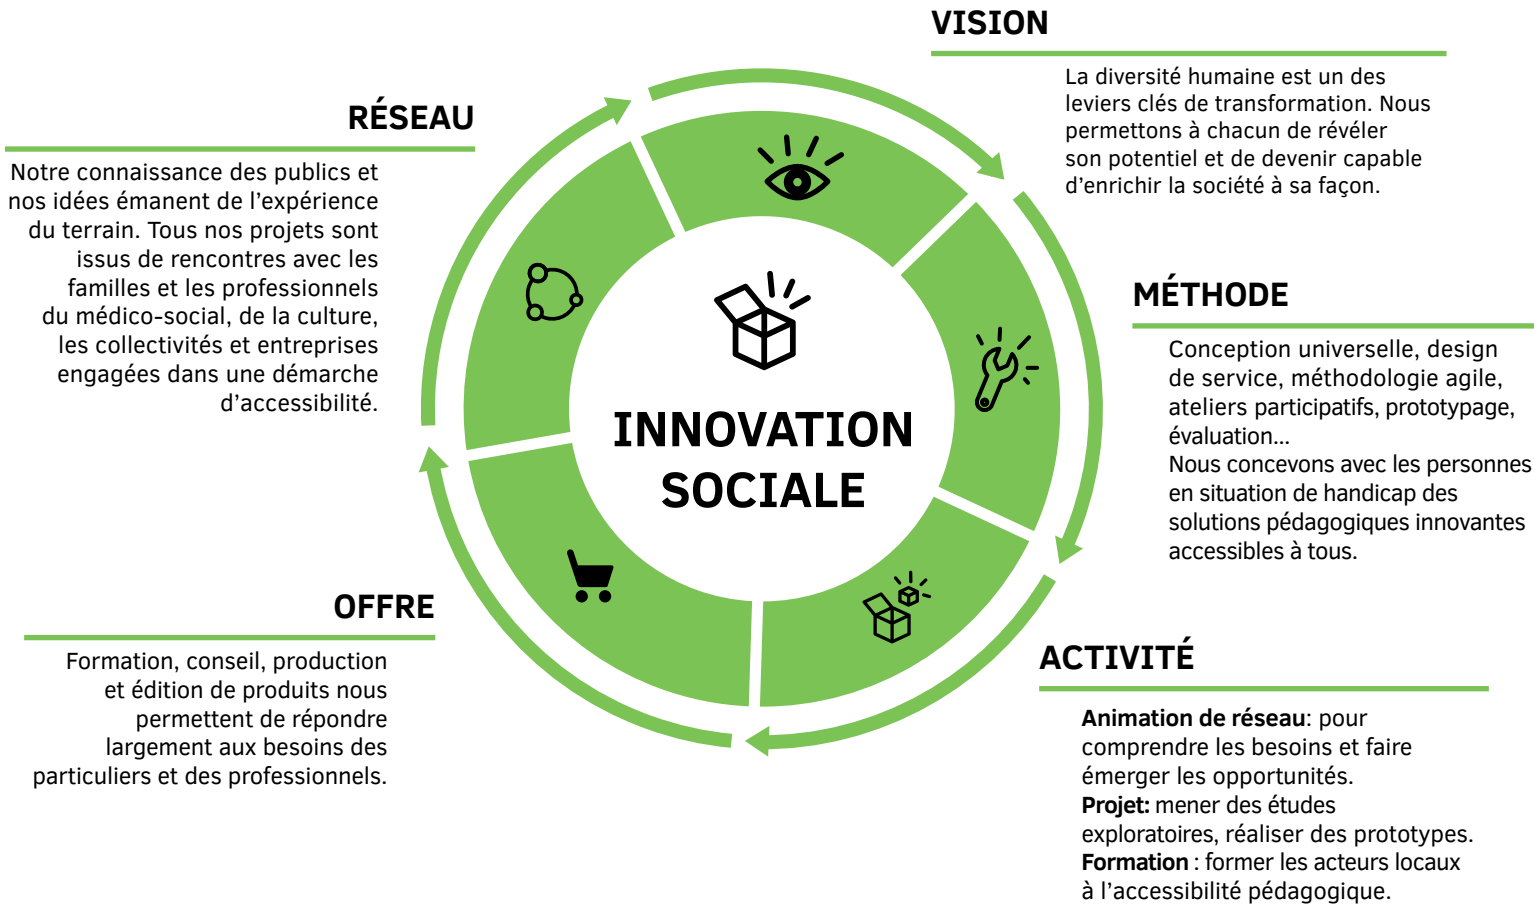 VISION
La diversité humaine est un des
leviers clés de transformation. Nous
permettons à chacun de révéler
son potentiel et de devenir capable
d’enrichir la société à sa façon.
MÉTHODE
Conception universelle, design
de service, méthodologie agile,
ateliers participatifs, prototypage,
évaluation...
Nous concevons avec les personnes
en situation de handicap des
solutions pédagogiques innovantes
accessibles à tous.
ACTIVITÉ
Animation de réseau: pour
comprendre les besoins et faire
émerger les opportunités.
Projet: mener des études
exploratoires, réaliser des prototypes.
Formation : former les acteurs locaux
à l’accessibilité pédagogique.
OFFRE
Formation, conseil, production
et édition de produits nous
permettent de répondre
largement aux besoins des
particuliers et des professionnels.
RÉSEAU
Notre connaissance des publics et
nos idées émanent de l’expérience
du terrain. Tous nos projets sont
issus de rencontres avec les
familles et les professionnels
du médico-social, de la culture,
les collectivités et entreprises
engagées dans une démarche
d’accessibilité.
INNOVATION
SOCIALE